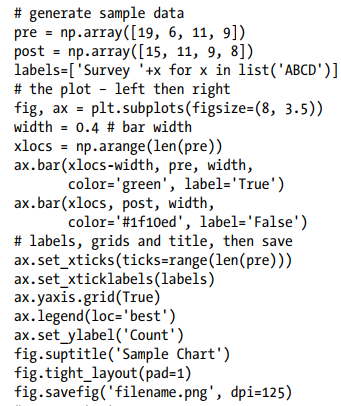 # generate sample data
pre = np.array([19, 6, 11, 9])
post = np.array([15, 11, 9, 8])
labels=['Survey '+x for x in list('ABCD')]
# the plot – left then right
fig, ax = plt.subplots(figsize=(8, 3.5))
width = 0.4 # bar width
xlocs = np.arange(len(pre))
ax.bar(xlocs-width, pre, width,
       color='green', label='True')
ax.bar(xlocs, post, width,
       color='#1f10ed', label='False')
# labels, grids and title, then save
ax.set_xticks(ticks=range(len(pre)))
ax.set_xticklabels(labels)
ax.yaxis.grid(True)
ax.legend(loc='best')
ax.set_ylabel('Count')
fig.suptitle('Sample Chart')
fig.tight_layout(pad=1)
fig.savefig('filename.png', dpi=125)